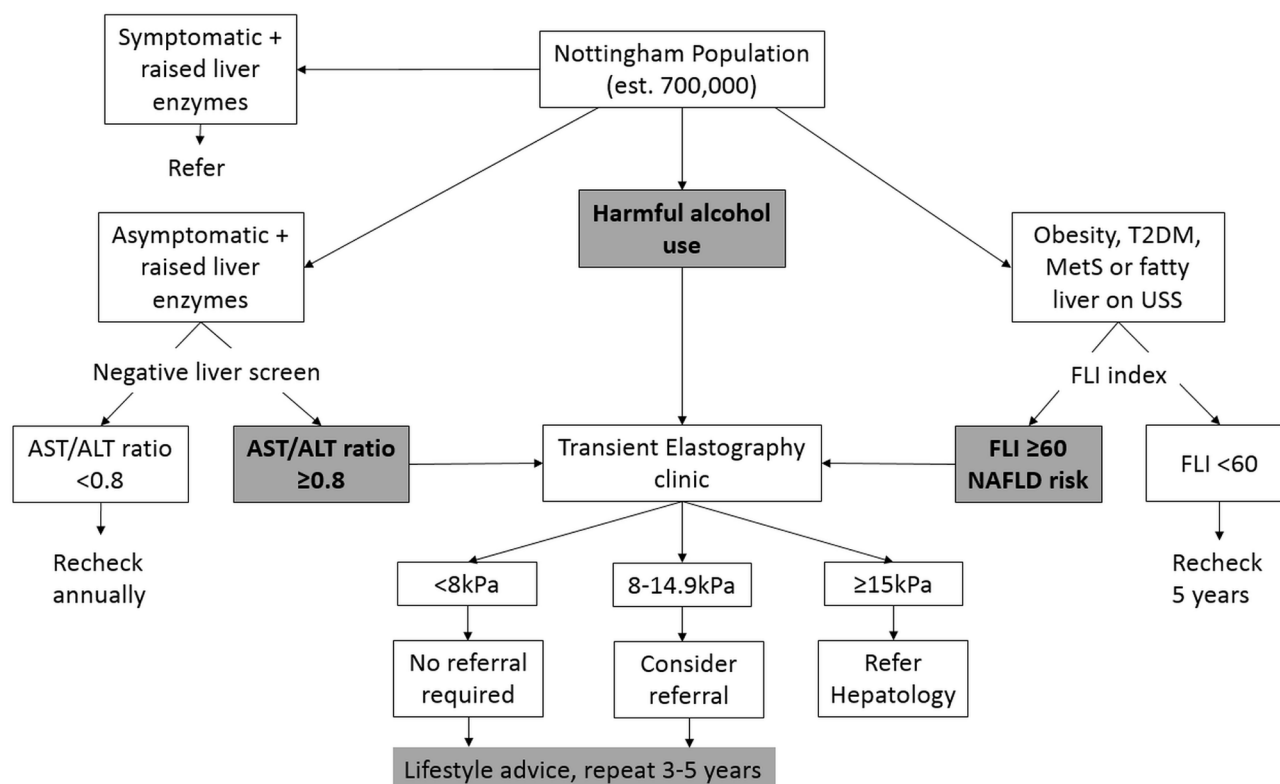 Symptomatic +
raised liver
enzymes
Nottingham Population
(est. 700,000)
Refer
Asymptomatic +
raised liver
enzymes
Harmful alcohol
use
Obesity, T2DM,
MetS or fatty
liver on USS
Negative liver screen
FLI index
AST/ALT ratio
<0.8
AST/ALT ratio
≥0.8
Transient Elastography
clinic
FLI ≥60
NAFLD risk
FLI <60
Recheck
annually
<8kPa
8-14.9kPa
≥15kPa
Recheck
5 years
No referral
required
Consider
referral
Refer
Hepatology
Lifestyle advice, repeat 3-5 years